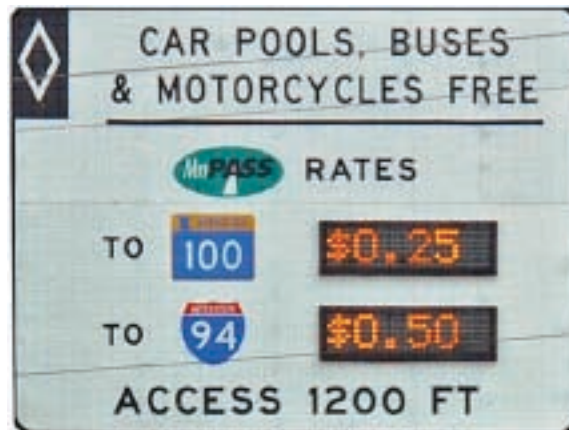 CAR POOLS, BUSES
& MOTORCYCLES FREE
MnPASS RATES
TO 100 $0.25
TO 94 $0.50
ACCESS 1200 FT